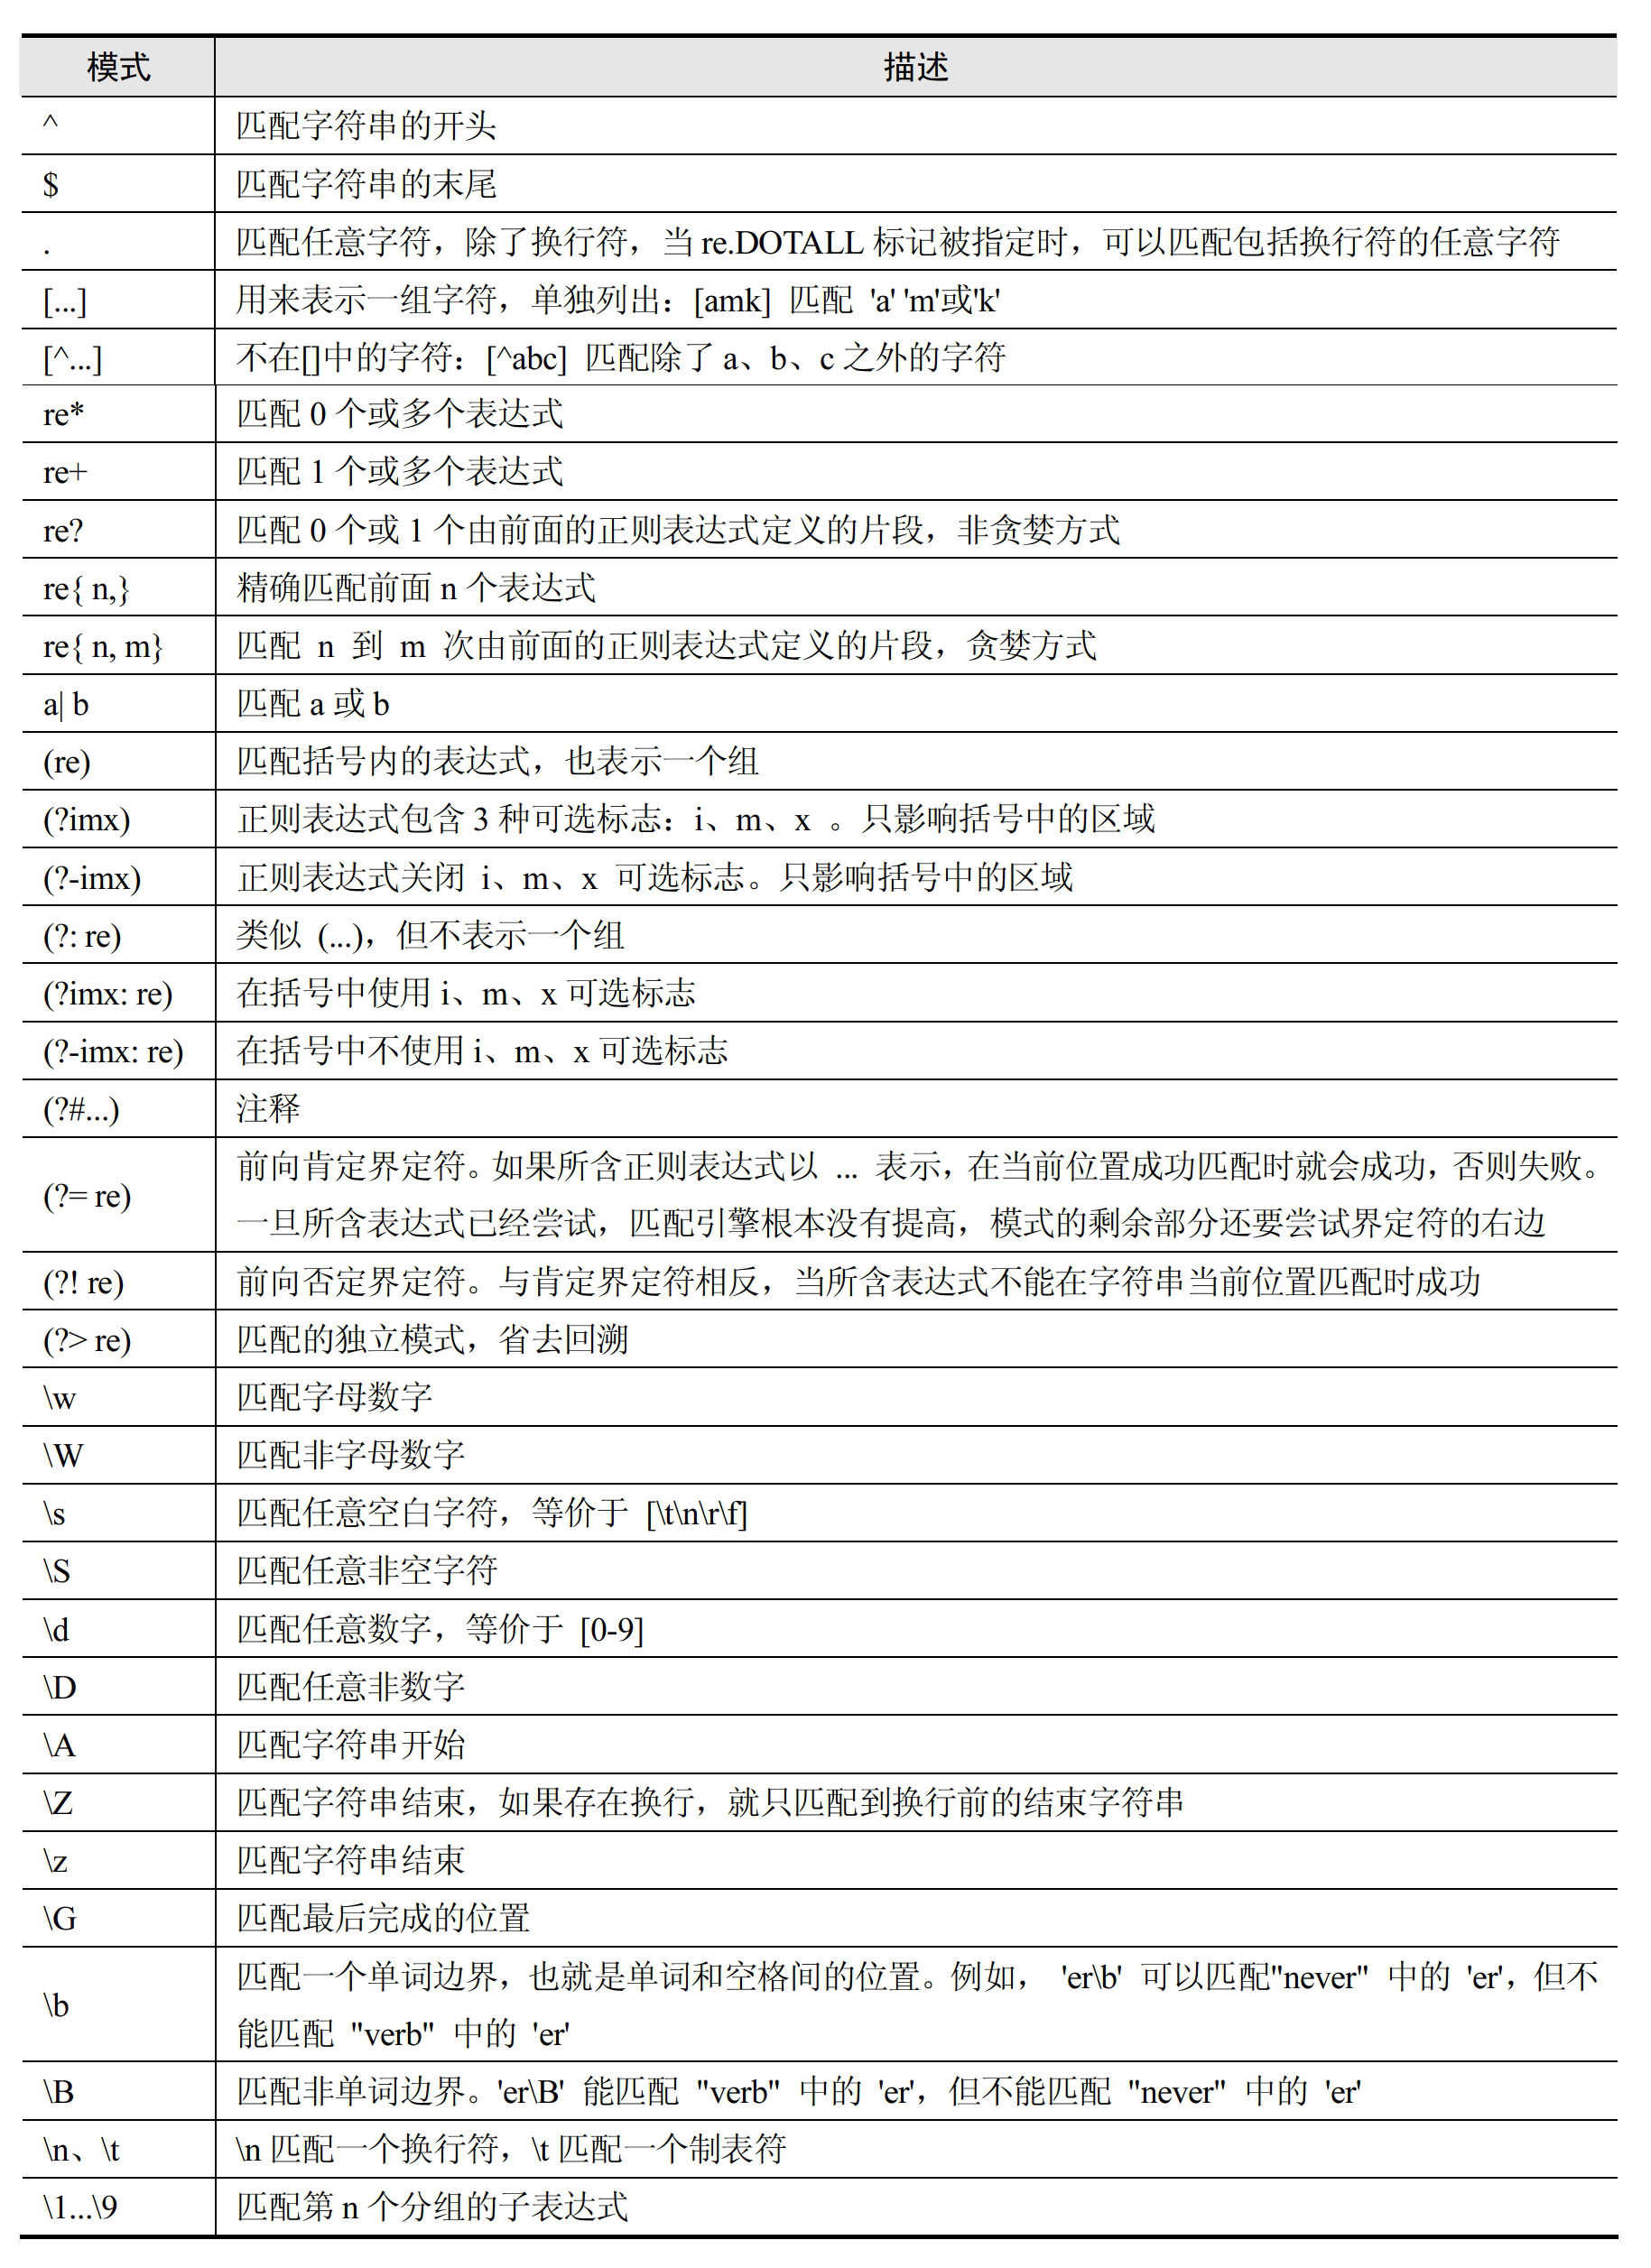 模式 描述
^ 匹配字符串的开头
$ 匹配字符串的末尾
. 匹配任意字符，除了换行符，当 re.DOTALL 标记被指定时，可以匹配包括换行符的任意字符
[...] 用来表示一组字符，单独列出：[amk] 匹配 'a' 'm'或'k'
[^...] 不在[]中的字符：[^abc] 匹配除了 a、b、c 之外的字符
re* 匹配 0 个或多个表达式
re+ 匹配 1 个或多个表达式
re? 匹配 0 个或 1 个由前面的正则表达式定义的片段，非贪婪方式
re{ n,} 精确匹配前面 n 个表达式
re{ n, m} 匹配 n 到 m 次由前面的正则表达式定义的片段，贪婪方式
a| b 匹配 a 或 b
(re) 匹配括号内的表达式，也表示一个组
(?imx) 正则表达式包含 3 种可选标志：i、m、x 。只影响括号中的区域
(?-imx) 正则表达式关闭 i、m、x 可选标志。只影响括号中的区域
(?: re) 类似 (...)，但不表示一个组
(?imx: re) 在括号中使用 i、m、x 可选标志
(?-imx: re) 在括号中不使用 i、m、x 可选标志
(?#...) 注释
(?= re) 前向肯定界定符。如果所含正则表达式以 ... 表示，在当前位置成功匹配时就会成功，否则失败。
一旦所含表达式已经尝试，匹配引擎根本没有提高，模式的剩余部分还要尝试界定符的右边
(?! re) 前向否定界定符。与肯定界定符相反，当所含表达式不能在字符串当前位置匹配时成功
(?> re) 匹配的独立模式，省去回溯
\w 匹配字母数字
\W 匹配非字母数字
\s 匹配任意空白字符，等价于 [\t\n\r\f]
\S 匹配任意非空字符
\d 匹配任意数字，等价于 [0-9]
\D 匹配任意非数字
\A 匹配字符串开始
\Z 匹配字符串结束，如果存在换行，就只匹配到换行前的结束字符串
\z 匹配字符串结束
\G 匹配最后完成的位置
\b 匹配一个单词边界，也就是单词和空格间的位置。例如， 'er\b' 可以匹配"never" 中的 'er'，但不
能匹配 "verb" 中的 'er'
\B 匹配非单词边界。'er\B' 能匹配 "verb" 中的 'er'，但不能匹配 "never" 中的 'er'
\n、\t \n 匹配一个换行符，\t 匹配一个制表符
\1...\9 匹配第 n 个分组的子表达式